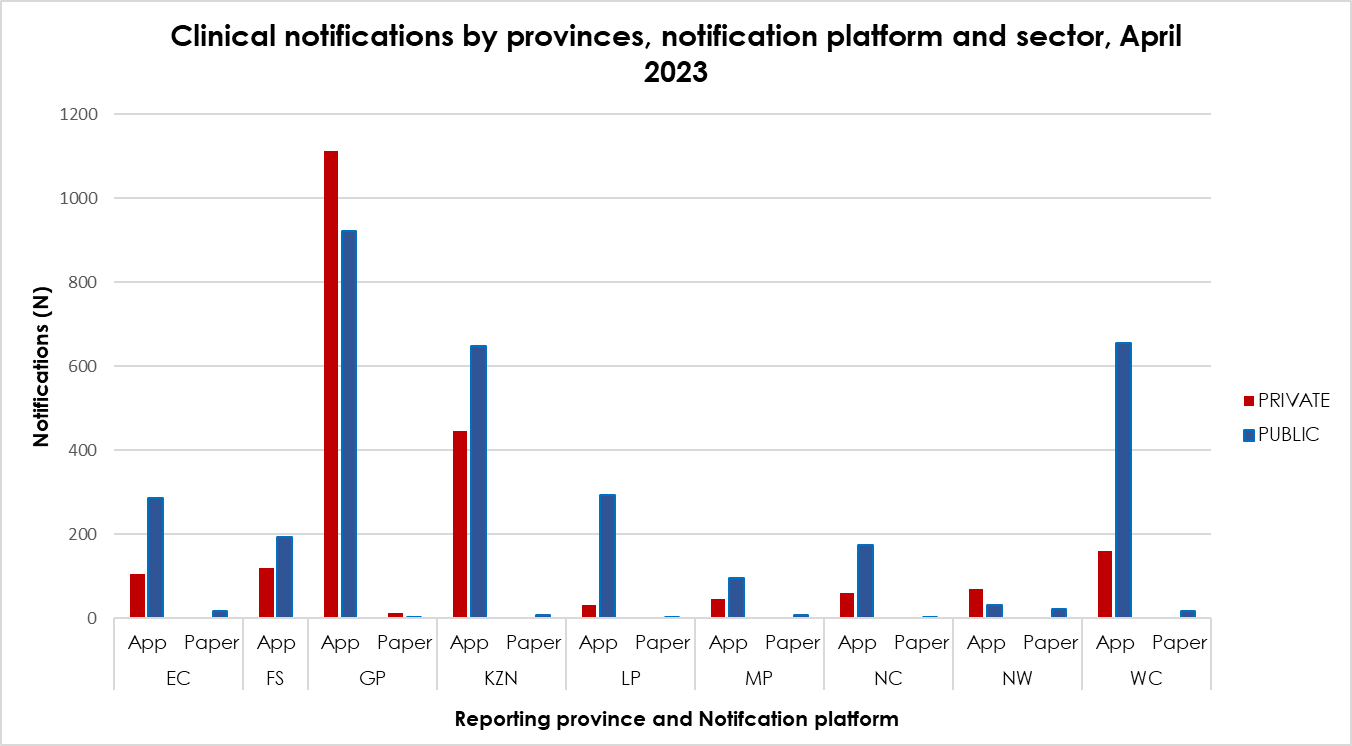 Clinical notifications by provinces, notification platform and sector, April
2023
1200
1000
800
600
400
200
0
Notifications (N)
App Paper App App Paper App Paper App Paper App Paper App Paper App Paper App Paper
EC FS GP KZN LP MP NC NW WC
Reporting province and Notifcation platform
PRIVATE
PUBLIC